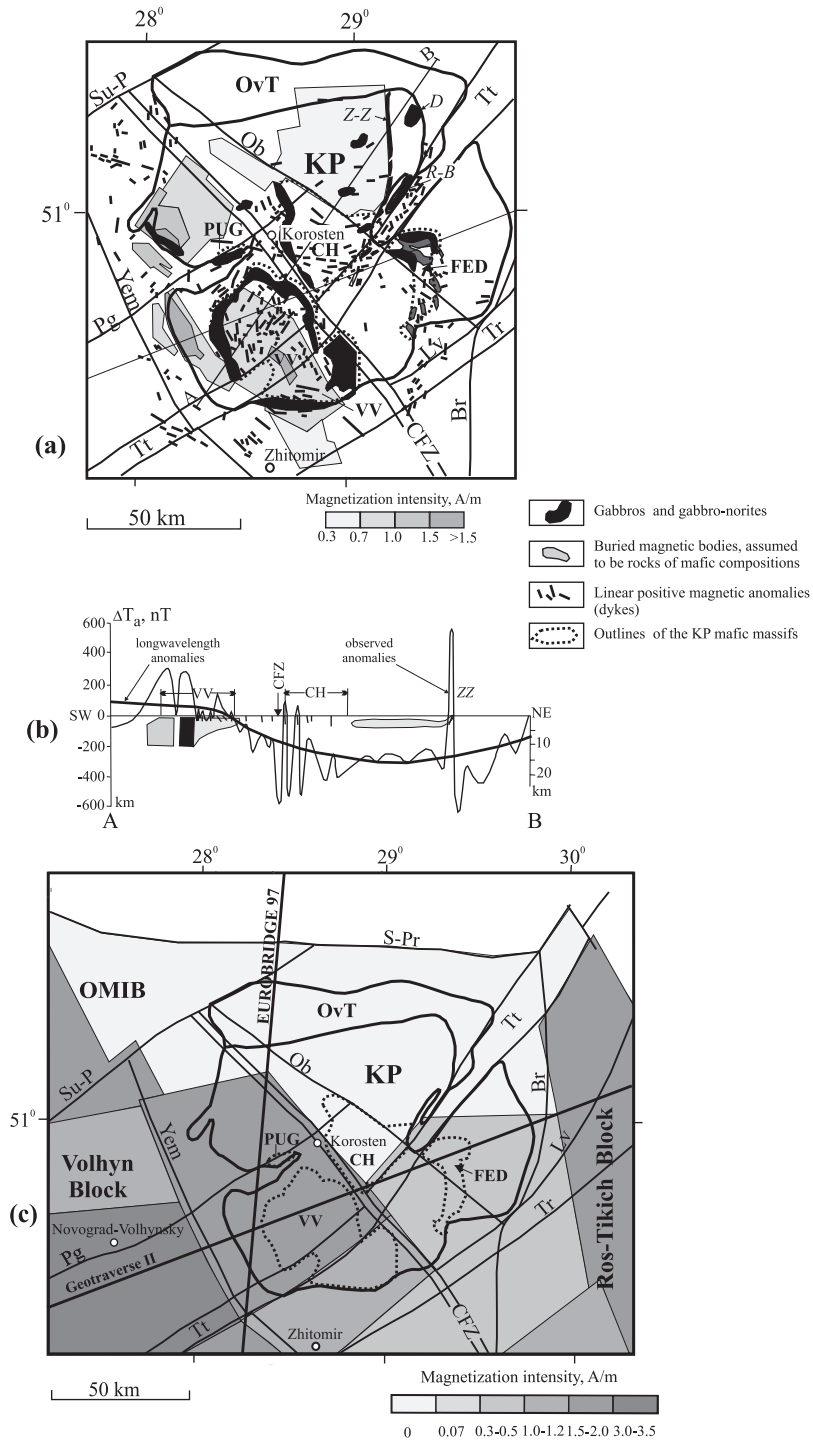 28⁰ 29⁰
B
Su-P
OvT
Tt
Z-Z
D
Ob
KP
R-B
51⁰
PUG
Korosten
CH
FED
Yem
Pg
Tr
Lv
V
A
VV
Br
CFZ
Tt
Zhitomir
(a)
50 km
Magnetization intensity, A/m
0.3 0.7 1.0 1.5 >1.5
Gabbros and gabbro-norites
Buried magnetic bodies, assumed
to be rocks of mafic compositions
Linear positive magnetic anomalies
(dykes)
Outlines of the KP mafic massifs
ΔTa, nT
600
longwavelength
anomalies
observed
anomalies
400
200
VV
CFZ
CH
ZZ
SW 0
NE
(b)
-200
10
-400
20
-600
km
km
A B
28⁰ 29⁰ 30⁰
EUROBRIDGE 97
S-Pr
OMIB
OvT
Tt
Ob
KP
Su-P
Br
51⁰
Yem
PUG
Korosten
CH
FED
Lv
Volhyn
Block
Ros-Tikich Block
(c)
VV
Tr
Novograd-Volhynsky
Pg
Geotraverse II
Tt
Zhitomir
CFZ
50 km
Magnetization intensity, A/m
0 0.07 0.3-0.5 1.0-1.2 1.5-2.0 3.0-3.5